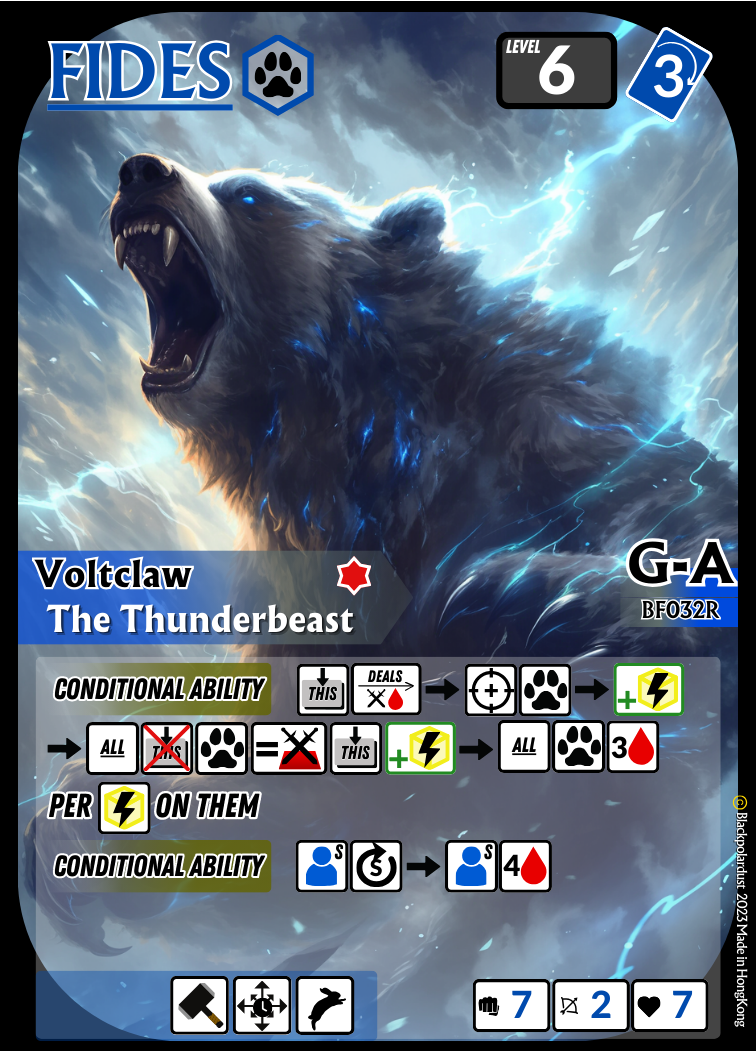 FIDES
LEVEL
6
3
Voltclaw
The Thunderbeast
G-A
BF032R
CONDITIONAL ABILITY THIS DEALS +
ALL THIS = THIS + ALL 3
PER ON THEM
CONDITIONAL ABILITY S S S 4
7 2 7
© Blackpolardust 2023 Made in HongKong